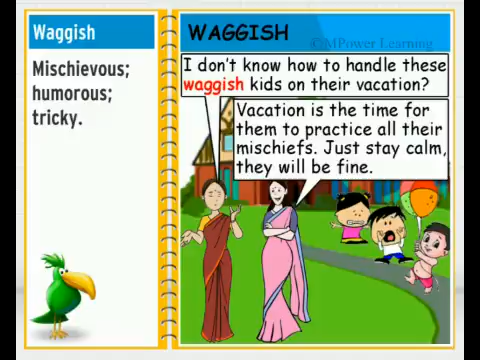 Waggish
Mischievous;
humorous;
tricky.
WAGGISH
©MPower Learning
I don't know how to handle these
waggish kids on their vacation?
Vacation is the time for
them to practice all their
mischiefs. Just stay calm,
they will be fine.